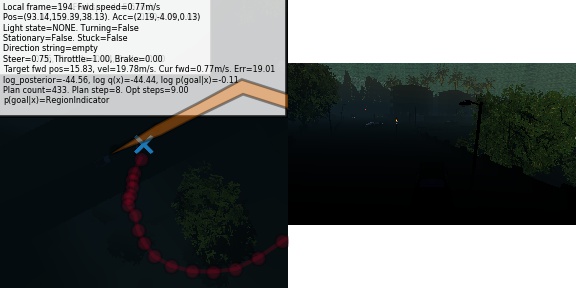 Local frame=194. Fwd speed=0.77m/s
Pos=(93.14,159.39,38.13). Acc=(2.19,-4.09,0.13)
Light state=NONE. Turning=False
Stationary=False. Stuck=False
Direction string=empty
Steer=0.75, Throttle=1.00, Brake=0.00
Target fwd pos=15.83, vel=19.78m/s. Cur fwd=0.77m/s. Err=19.01
log_posterior=-44.56, log q(x)=-44.44, log p(goal|x)=-0.11
Plan count=433. Plan step=8. Opt steps=9.00
p(goal|x)=RegionIndicator